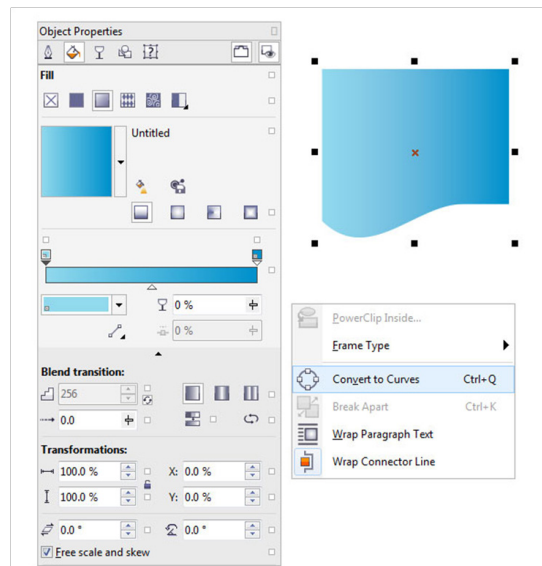 Object Properties
Fill
Untitled
0 %
0 %
Blend transition:
256
0.0
Transformations:
100.0 % X: 0.0 %
100.0 % Y: 0.0 %
0.0 ° 0.0 °
Free scale and skew
PowerClip Inside...
Frame Type
Convert to Curves Ctrl+Q
Break Apart Ctrl+K
Wrap Paragraph Text
Wrap Connector Line